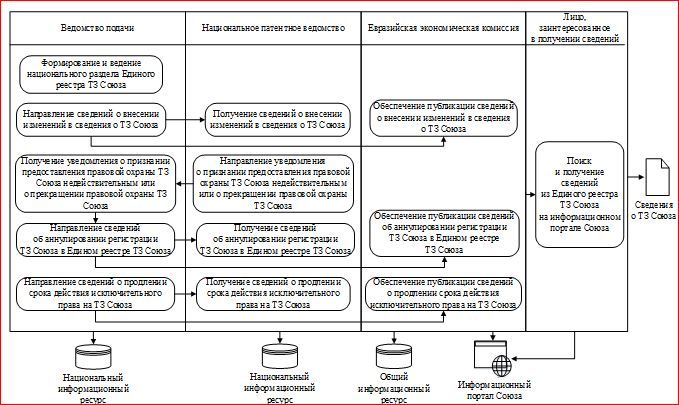 Ведомство подачи
Национальное патентное ведомство
Евразийская экономическая комиссия
Лицо,
заинтересованное
в получении сведений
Формирование и ведение
национального раздела Единого
реестра ТЗ Союза
Направление сведений о внесении
изменений в сведения о ТЗ Союза
Получение сведений о внесении
изменений в сведения о ТЗ Союза
Обеспечение публикации сведений
о внесении изменений в сведения
о ТЗ Союза
Получение уведомления о признании
предоставления правовой охраны ТЗ
Союза недействительным или
о прекращении правовой охраны ТЗ
Союза
Направление уведомления
о признании предоставления правовой
охраны ТЗ Союза недействительным
или о прекращении правовой охраны
ТЗ Союза
Поиск
и получение
сведений
из Единого реестра
ТЗ Союза
на информационном
портале Союза
Сведения
о ТЗ Союза
Направление сведений
об аннулировании регистрации
ТЗ Союза в Едином реестре ТЗ Союза
Получение сведений
об аннулировании регистрации
ТЗ Союза в Едином реестре ТЗ Союза
Обеспечение публикации сведений
об аннулировании регистрации
ТЗ Союза в Едином реестре
ТЗ Союза
Направление сведений о продлении
срока действия исключительного
права на ТЗ Союза
Получение сведений о продлении
срока действия исключительного
права на ТЗ Союза
Обеспечение публикации сведений
о продлении срока действия
исключительного права на ТЗ Союза
Национальный
информационный
ресурс
Национальный
информационный
ресурс
Общий
информационный
ресурс
Информационный
портал Союза